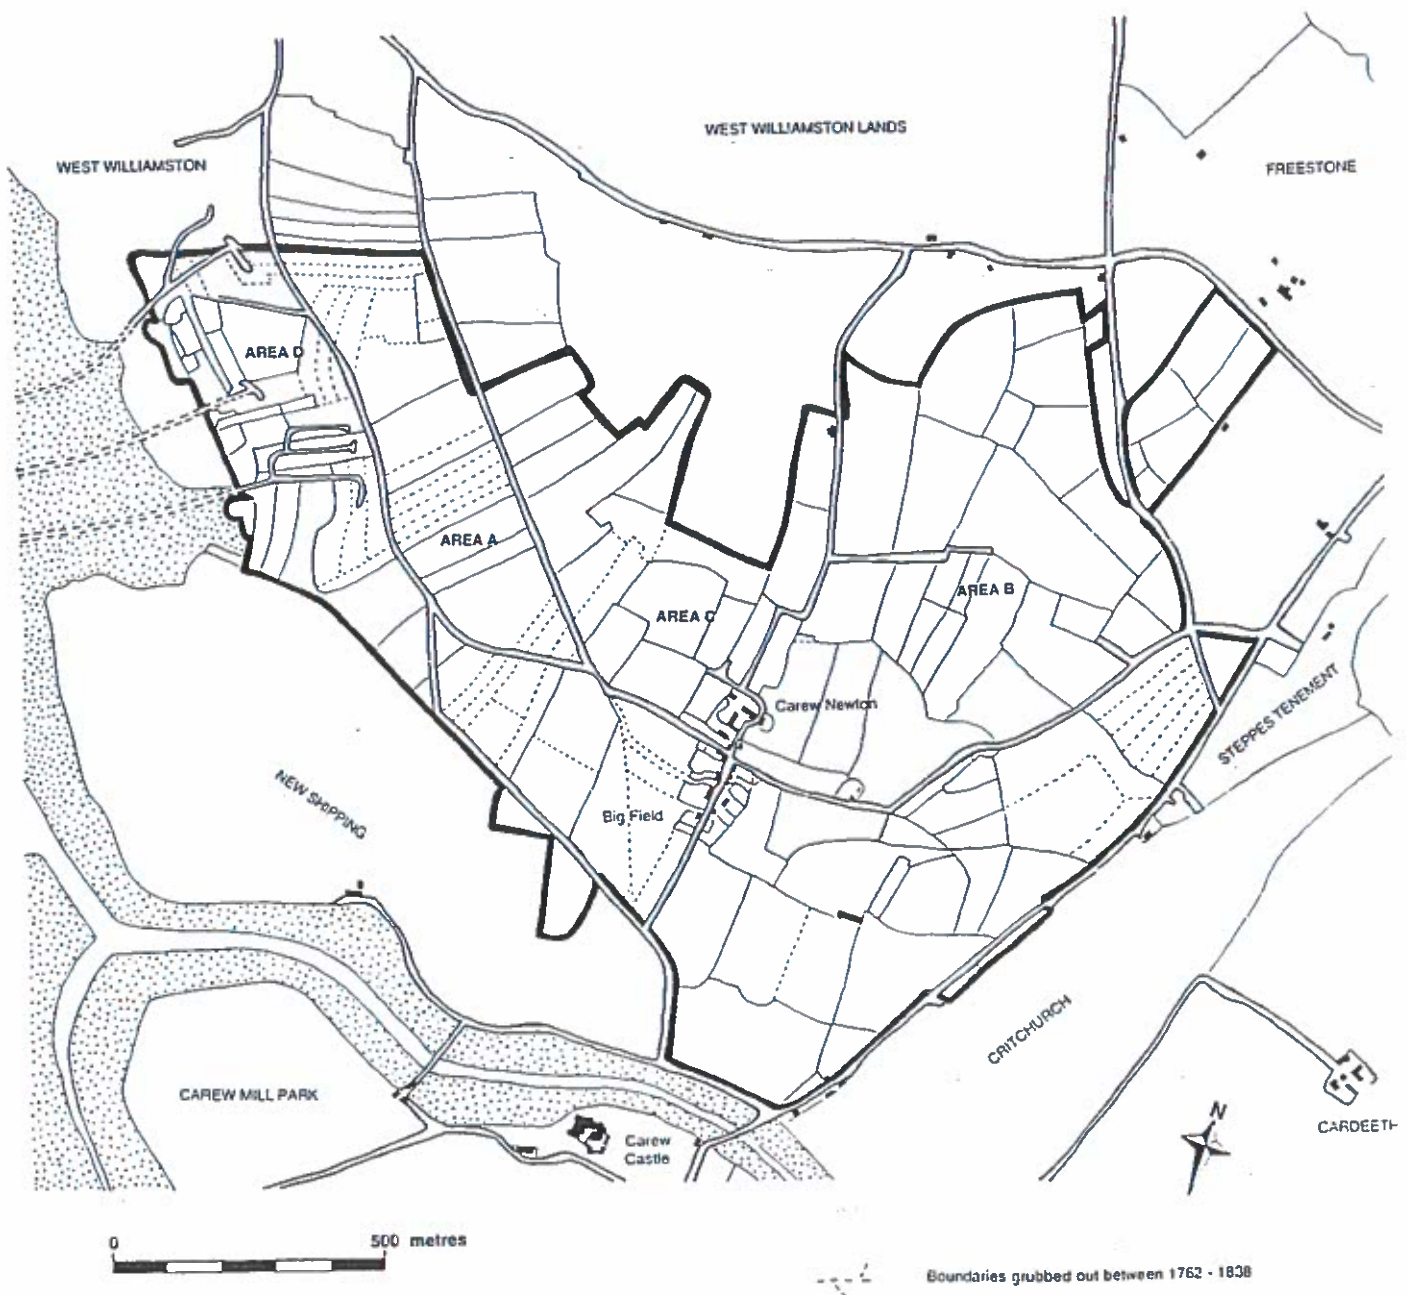 WEST WILLIAMSTON LANDS
WEST WILLIAMSTON
FREESTONE
AREA D
AREA A
AREA B
AREA C
Carew Newton
STEPPES TENEMENT
NEW SHIPPING
Big Field
CRITCHURCH
CAREW MILL PARK
N
CARDEETH
Carew
Castle
0 500 metres
Boundaries grubbed out between 1762 - 1838